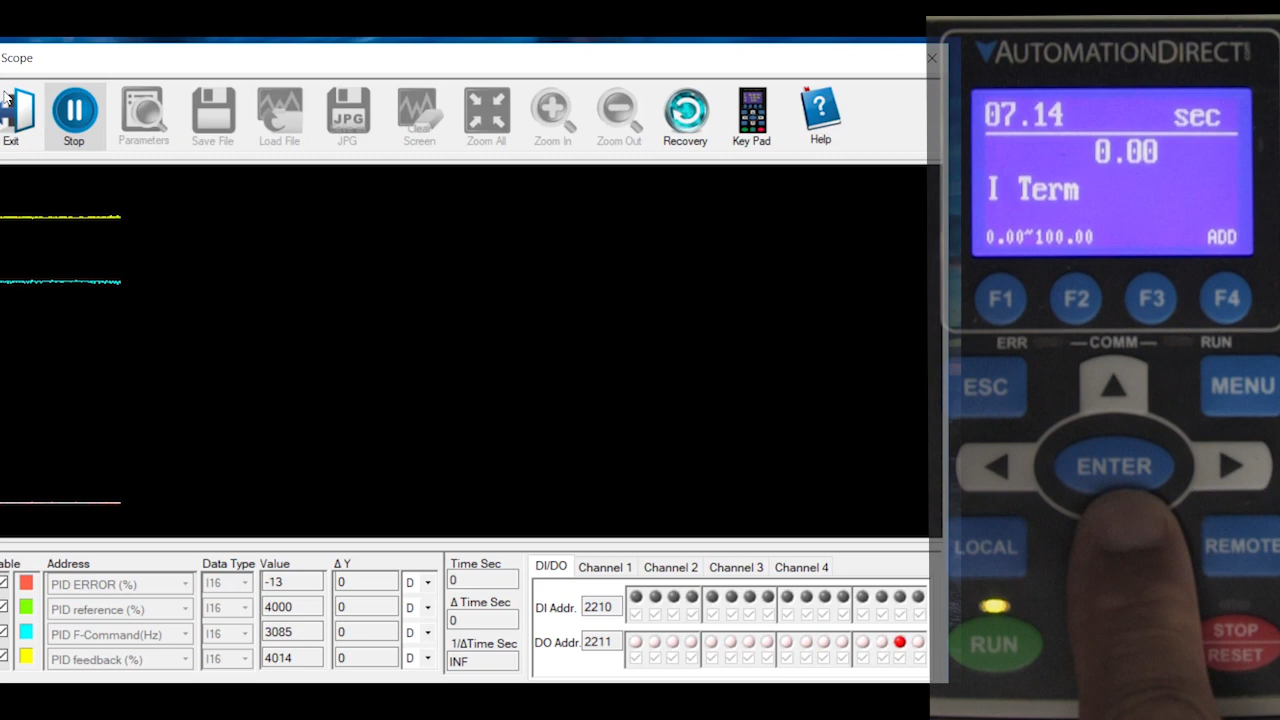 Scope
Exit
Stop
Parameters
Save File
Load File
JPG
JPG
Clear
Screen
Zoom All
Zoom In
Zoom Out
Recovery
Key Pad
Help
able
Address
Data Type
Value
Δ Y
PID ERROR (%)
I16
-13
0
D
PID reference (%)
I16
4000
0
D
PID F-Command(Hz)
I16
3085
0
D
PID feedback (%)
I16
4014
0
D
Time Sec
0
Δ Time Sec
0
1/ΔTime Sec
INF
DI/DO
Channel 1
Channel 2
Channel 3
Channel 4
DI Addr.
2210
DO Addr.
2211
AUTOMATIONDIRECT
07.14 sec
0.00
I Term
0.00~100.00 ADD
F1 F2 F3 F4
ERR COMM RUN
ESC
MENU
ENTER
LOCAL
REMOTE
RUN
STOP
RESET